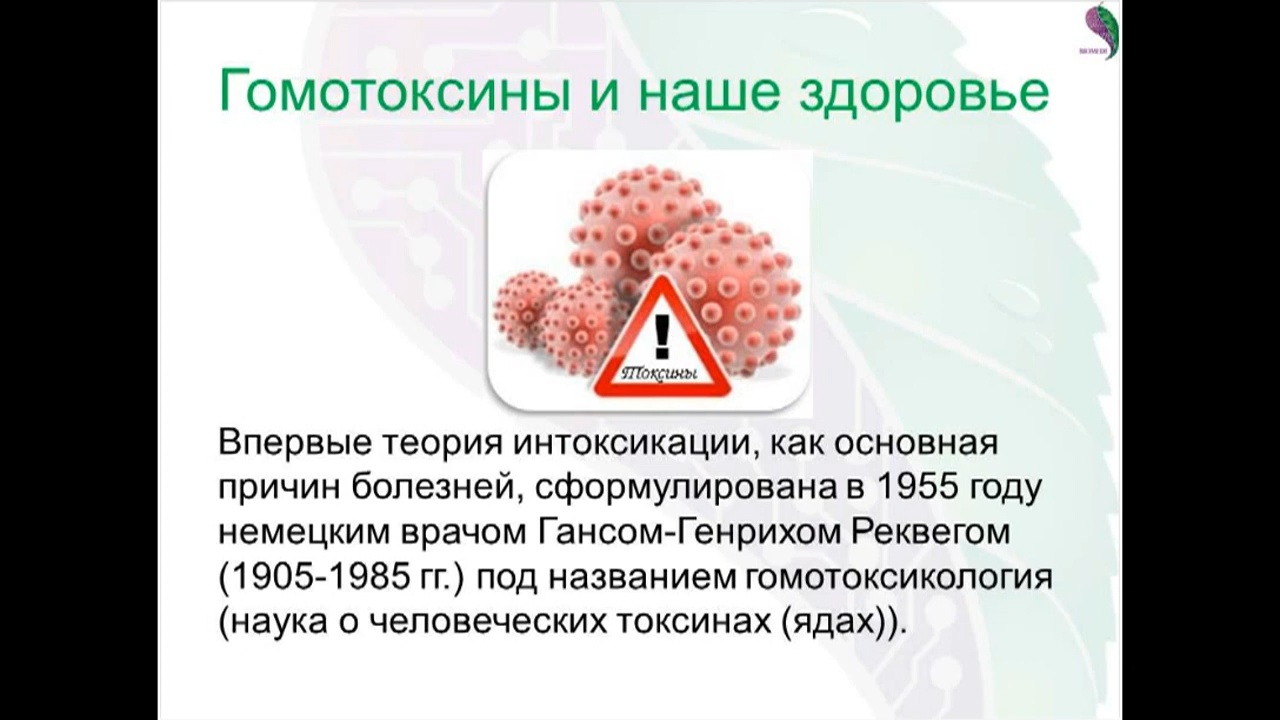 Гомотоксины и наше здоровье
Токсины
Впервые теория интоксикации, как основная
причин болезней, сформулирована в 1955 году
немецким врачом Гансом-Генрихом Реквегом
(1905-1985 гг.) под названием гомотоксикология
(наука о человеческих токсинах (ядах)).